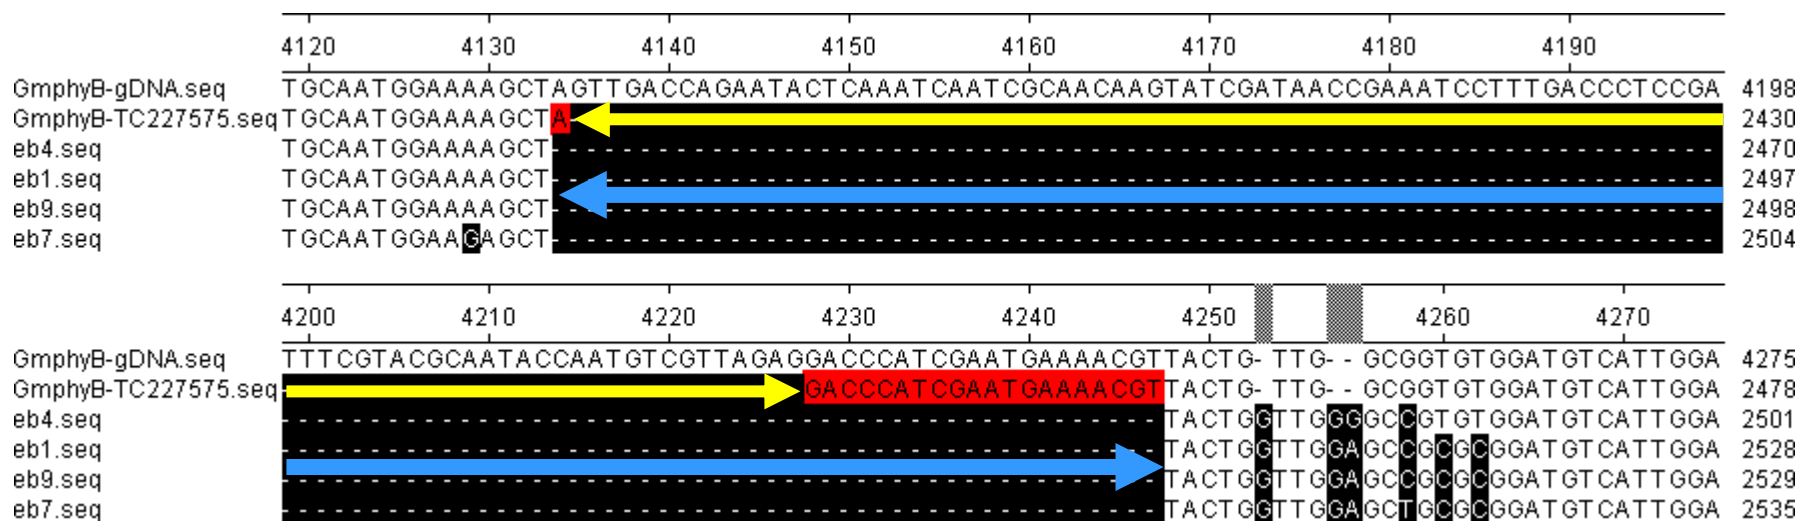 4120 4130 4140 4150 4160 4170 4180 4190
GmphyB-gDNA.seq TGCAATGGAAAAGCTAGTTGACCAGAATACTCAAATCAATCGCAACAAGTATCGATAACCGAAATCCTTTGACCCTCCGA 4198
GmphyB-TC227575.seq TGCAATGGAAAAGCTA 2430
eb4.seq TGCAATGGAAAAGCT----------------------------------------------------------------- 2470
eb1.seq TGCAATGGAAAAGCT----------------------------------------------------------------- 2497
eb9.seq TGCAATGGAAAAGCT----------------------------------------------------------------- 2498
eb7.seq TGCAATGGAAGAGCT----------------------------------------------------------------- 2504
4200 4210 4220 4230 4240 4250 4260 4270
GmphyB-gDNA.seq TTTCGTACGCAATACCAATGTCGTTAGAGGACCCATCGAATGAAAACGTTACTG-TTG--GCGGTGTGGATGTCATTGGA 4275
GmphyB-TC227575.seq GACCCATCGAATGAAAACGTTACTG-TTG--GCGGTGTGGATGTCATTGGA 2478
eb4.seq -------------------------------------------------TACTGGTTGGGGCCGTGTGGATGTCATTGGA 2501
eb1.seq -------------------------------------------------TACTGGTTGGAGCCGCGCGGATGTCATTGGA 2528
eb9.seq -------------------------------------------------TACTGGTTGGAGCCGCGCGGATGTCATTGGA 2529
eb7.seq -------------------------------------------------TACTGGTTGGAGCTGCGCGGATGTCATTGGA 2535